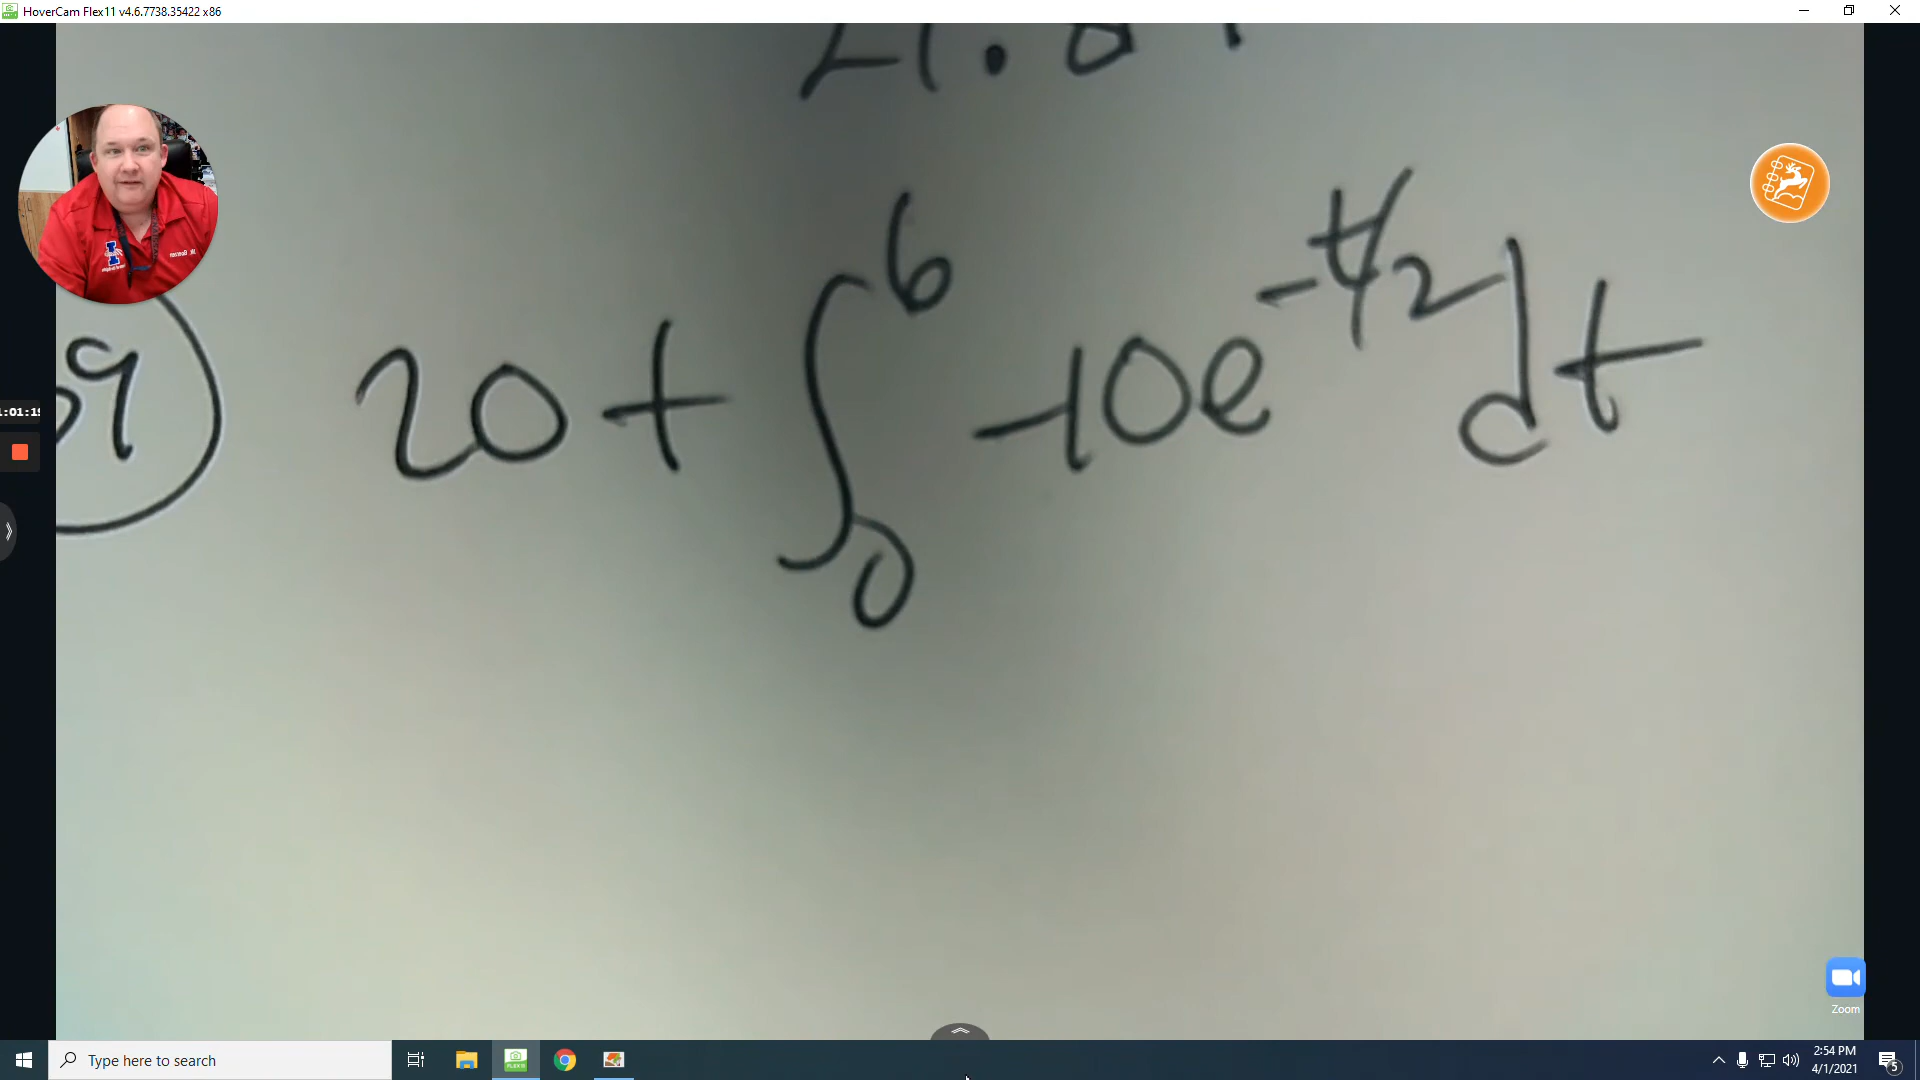 HoverCam Flex11 v4.6.7738.35422 x86
20 + ∫₀⁶ -10e^(-t/2) dt
Zoom
Type here to search
2:54 PM
4/1/2021
5